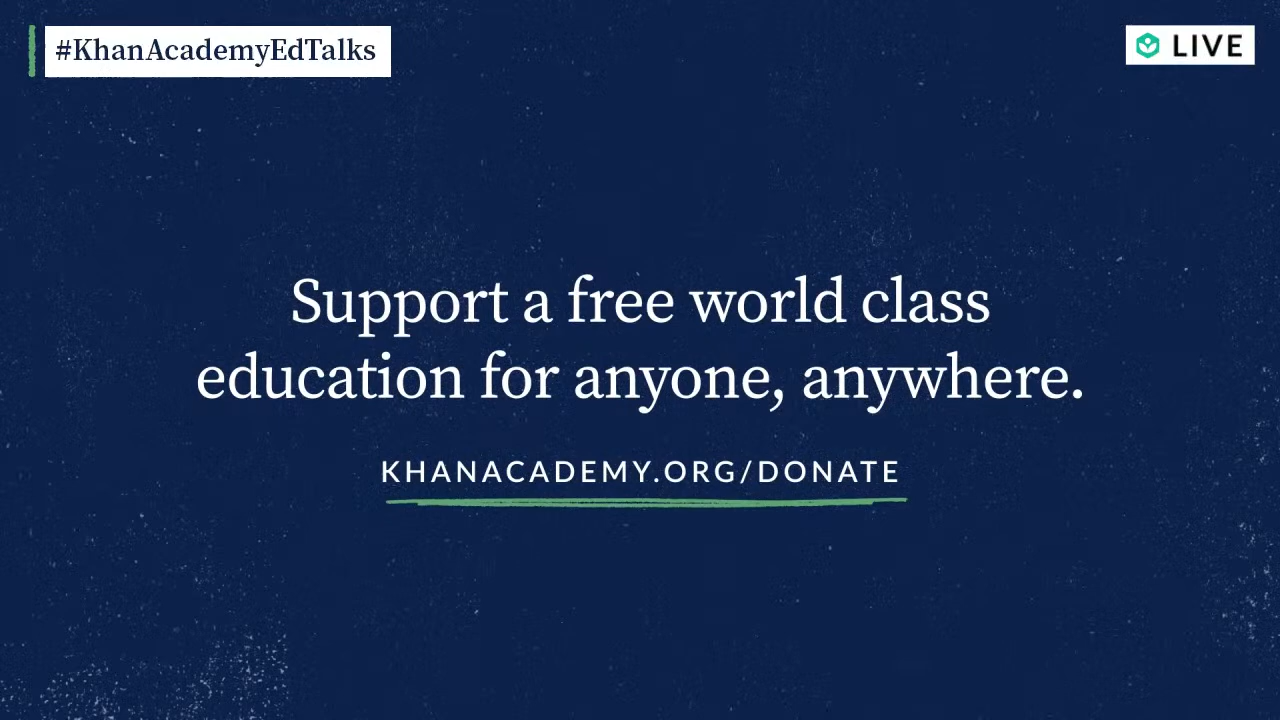 #KhanAcademyEdTalks
LIVE
Support a free world class
education for anyone, anywhere.
KHANACADEMY.ORG/DONATE